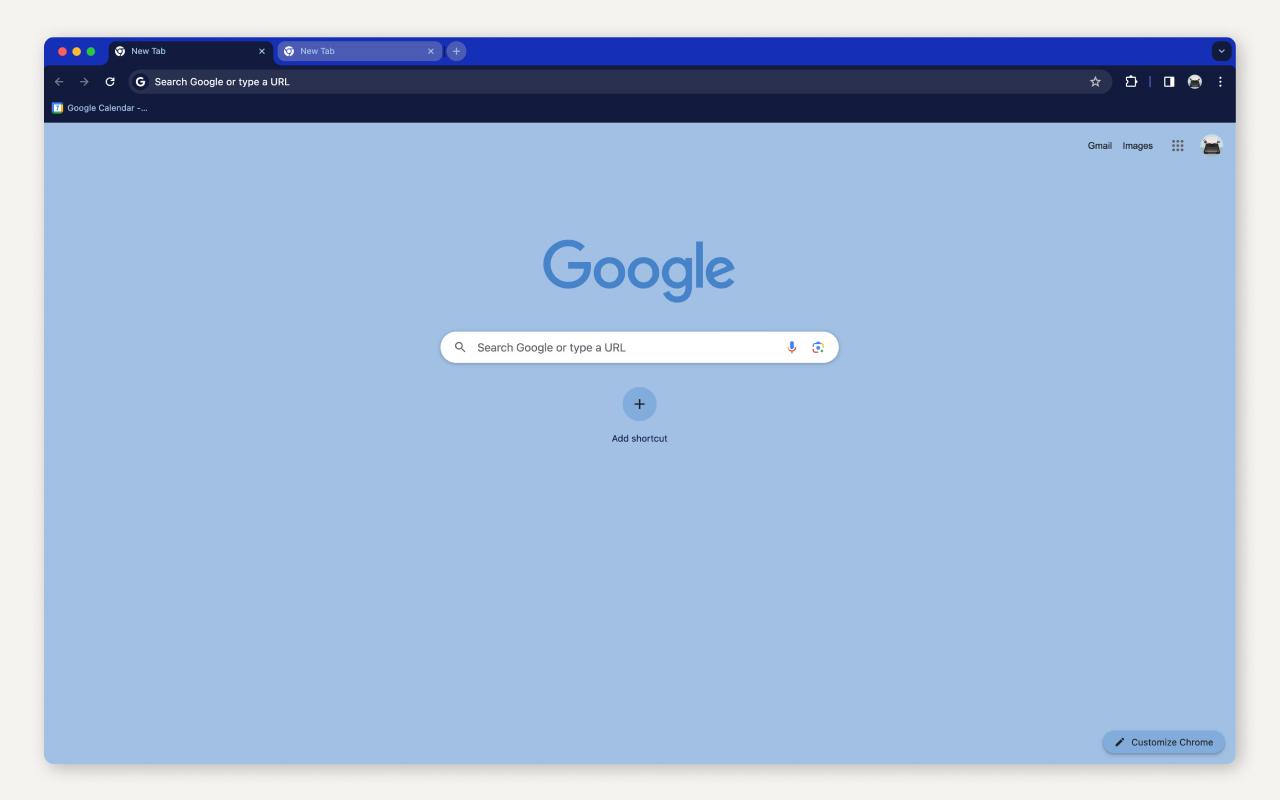 New Tab
New Tab
Search Google or type a URL
Google Calendar -...
Gmail
Images
Google
Search Google or type a URL
Add shortcut
Customize Chrome